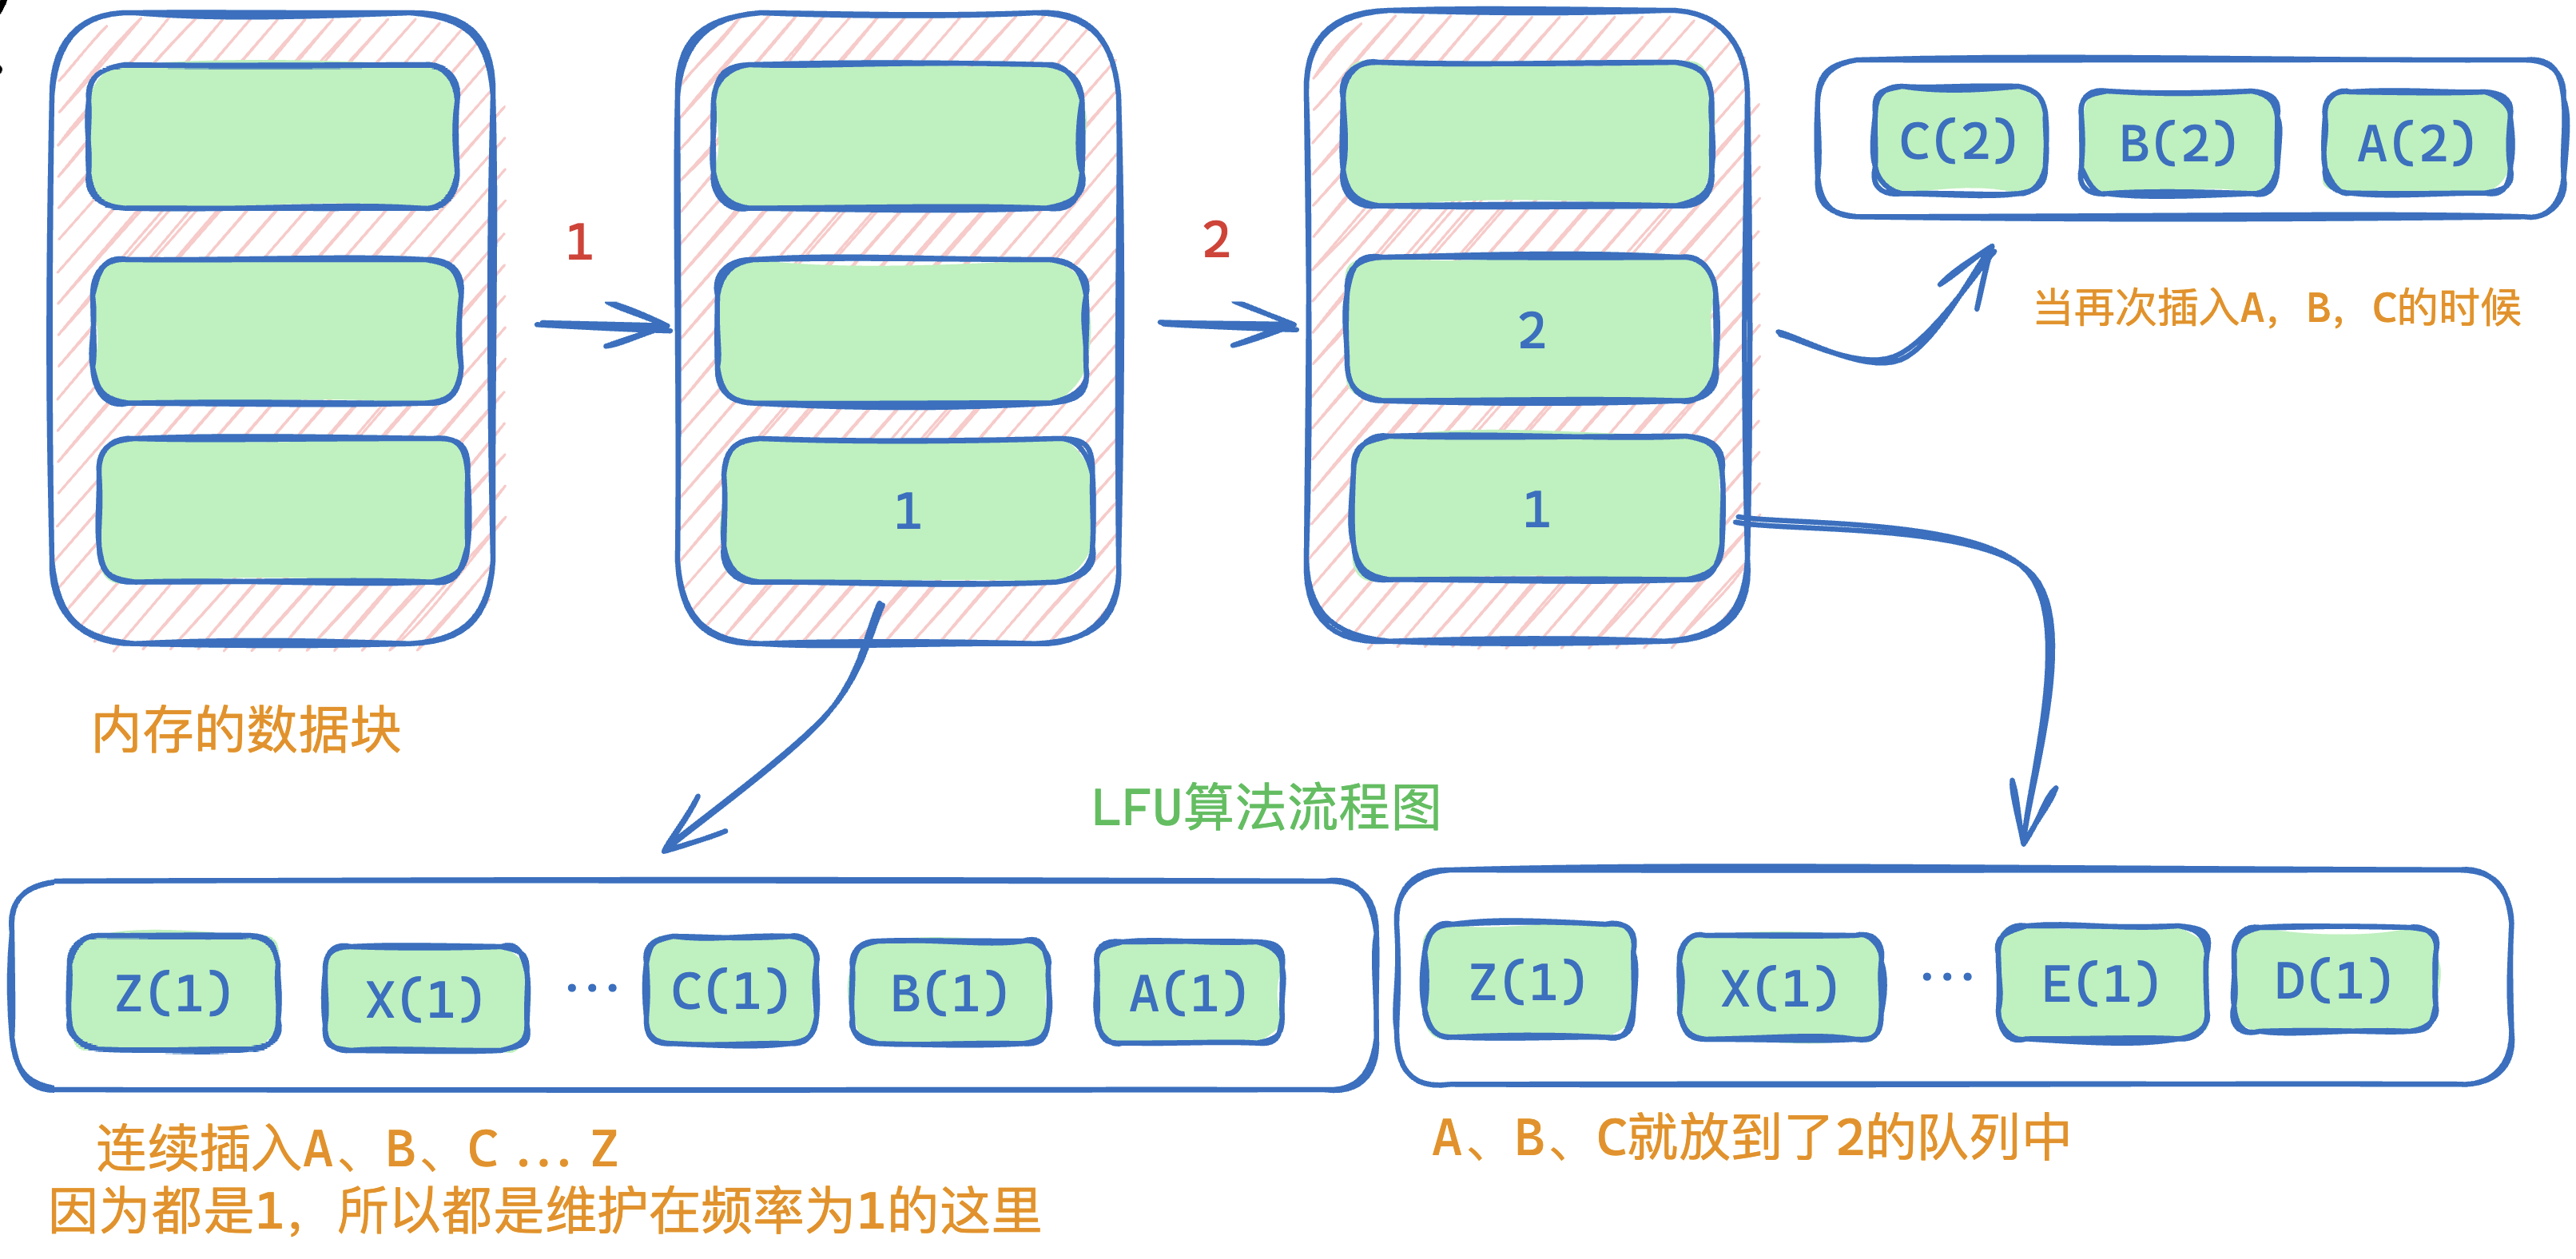 1
2
C(2) B(2) A(2)
当再次插入A，B，C的时候
2
1
1
内存的数据块
LFU算法流程图
Z(1) X(1) ... C(1) B(1) A(1)
Z(1) X(1) ... E(1) D(1)
连续插入A、B、C ... Z
因为都是1，所以都是维护在频率为1的这里
A、B、C就放到了2的队列中